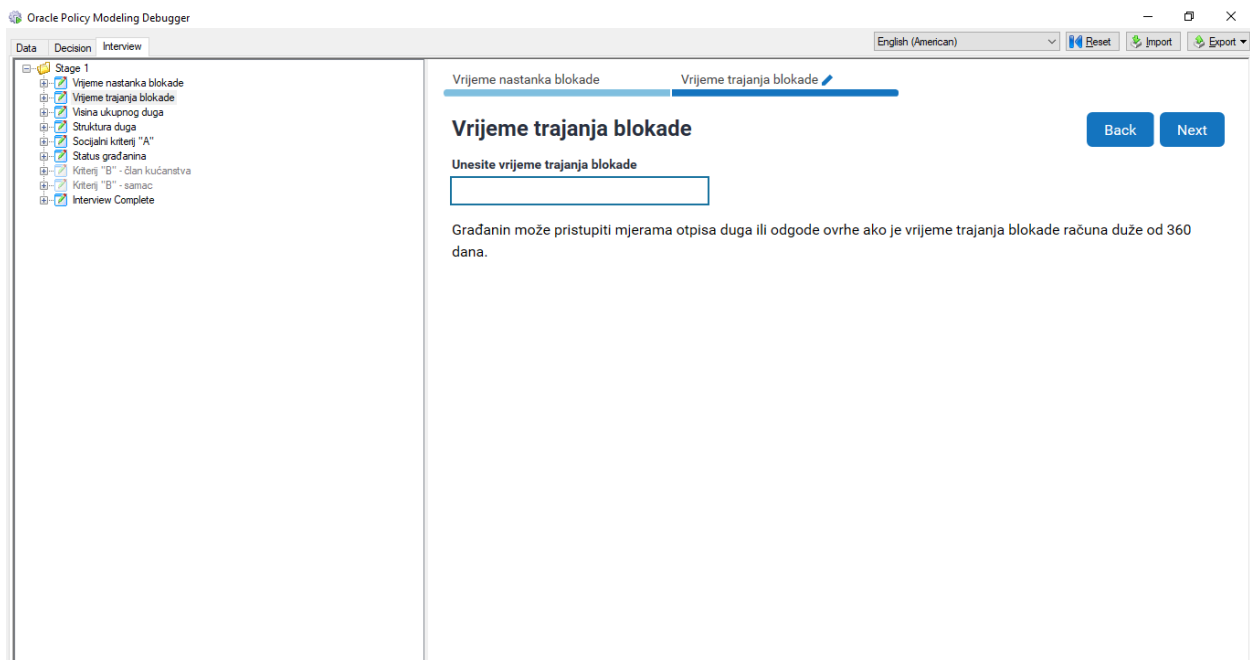 Oracle Policy Modeling Debugger
Data Decision Interview
English (American) Reset Import Export
Stage 1
Vrijeme nastanka blokade
Vrijeme trajanja blokade
Visina ukupnog duga
Struktura duga
Socijalni kriterij "A"
Status građanina
Kriterij "B" - član kućanstva
Kriterij "B" - samac
Interview Complete
Vrijeme nastanka blokade Vrijeme trajanja blokade
Vrijeme trajanja blokade
Back Next
Unesite vrijeme trajanja blokade
Građanin može pristupiti mjerama otpisa duga ili odgode ovrhe ako je vrijeme trajanja blokade računa duže od 360
dana.